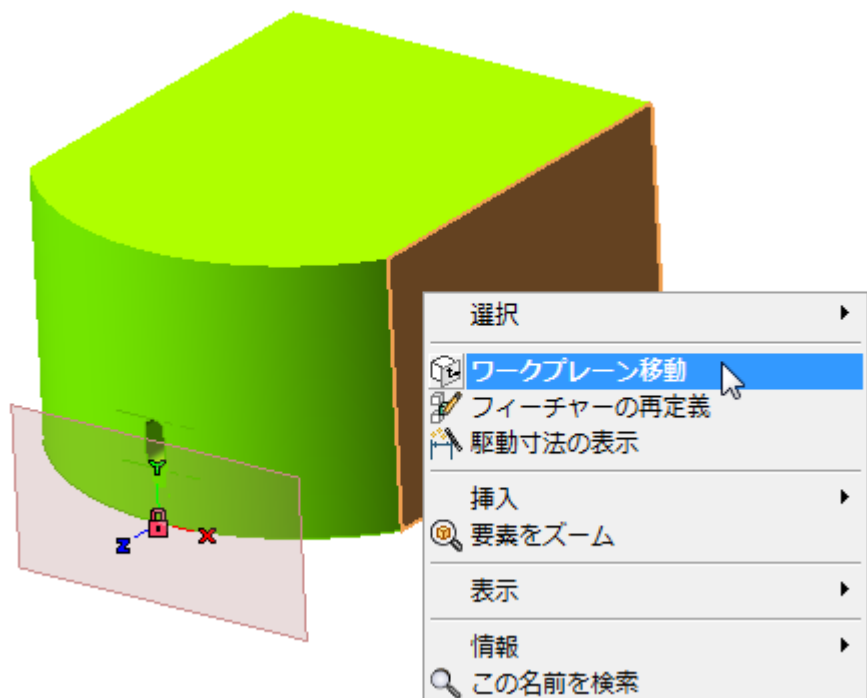 選択
ワークプレーン移動
フィーチャーの再定義
駆動寸法の表示
挿入
要素をズーム
表示
情報
この名前を検索
Y
Z
X